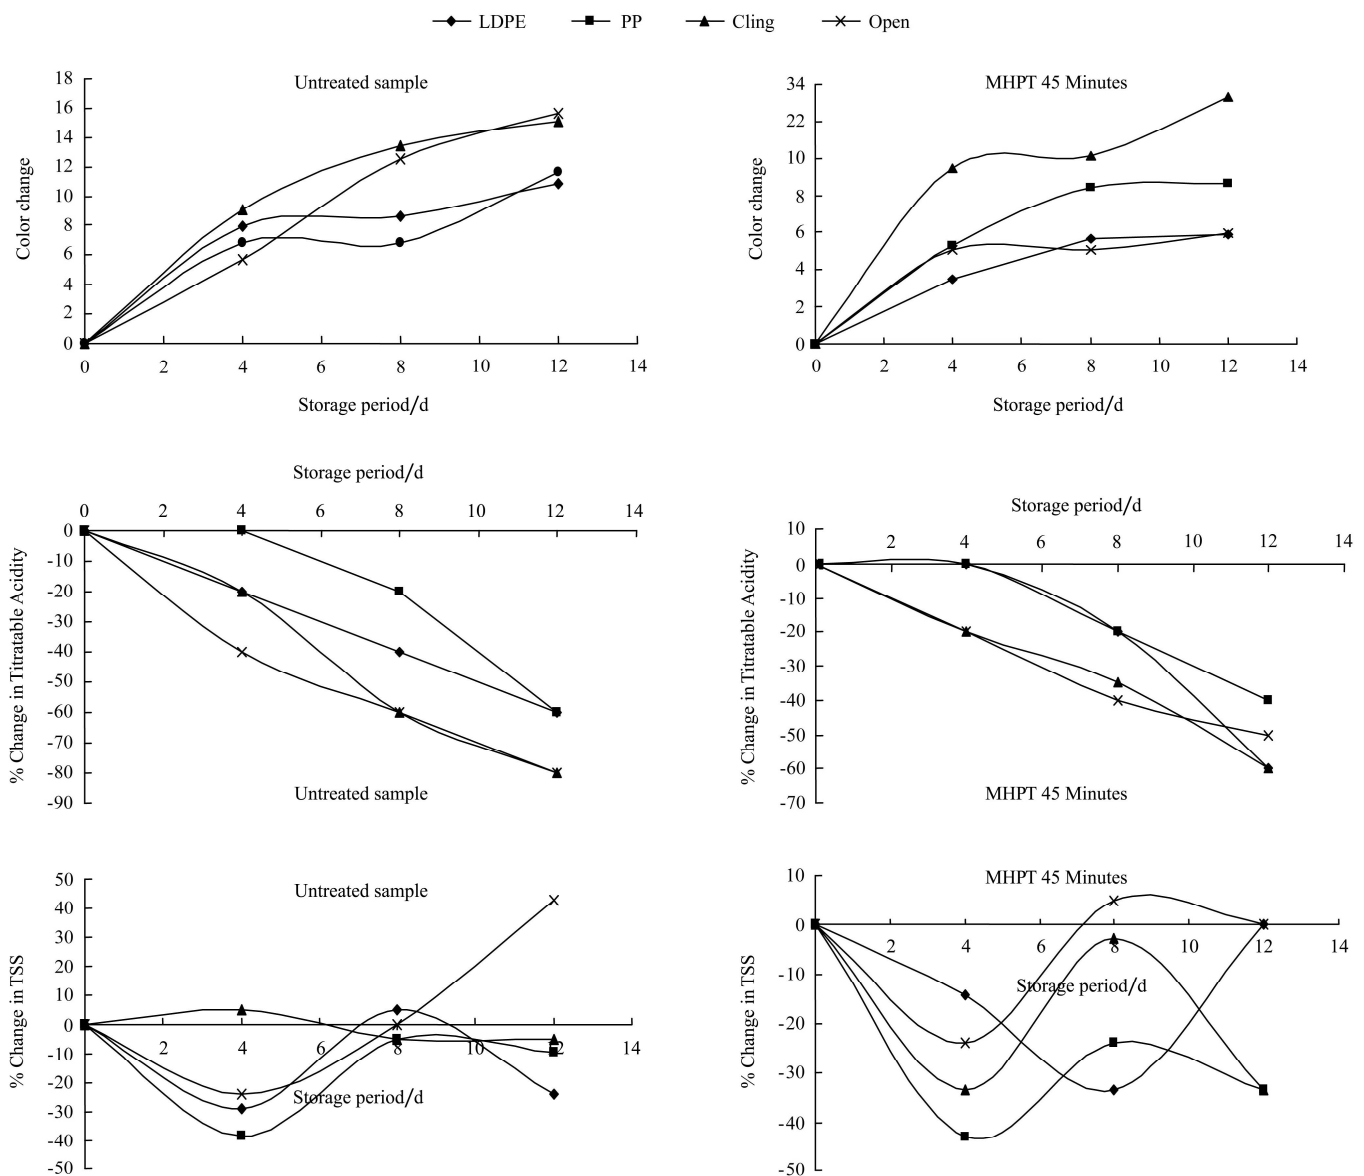 LDPE PP Cling Open
Untreated sample
18
16
14
12
10
8
6
4
2
0
Color change
0 2 4 6 8 10 12 14
Storage period/d
MHPT 45 Minutes
34
22
10
8
6
4
2
0
Color change
0 2 4 6 8 10 12 14
Storage period/d
Storage period/d
0 2 4 6 8 10 12 14
0
-10
-20
-30
-40
-50
-60
-70
-80
-90
% Change in Titratable Acidity
Untreated sample
Storage period/d
10
0
-10
-20
-30
-40
-50
-60
-70
2 4 6 8 10 12 14
% Change in Titratable Acidity
MHPT 45 Minutes
Untreated sample
50
40
30
20
10
0
-10
-20
-30
-40
-50
% Change in TSS
2 4 6 8 10 12 14
Storage period/d
MHPT 45 Minutes
10
0
-10
-20
-30
-40
-50
% Change in TSS
2 4 6 8 10 12 14
Storage period/d